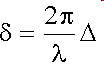 δ = 2π/λ Δ